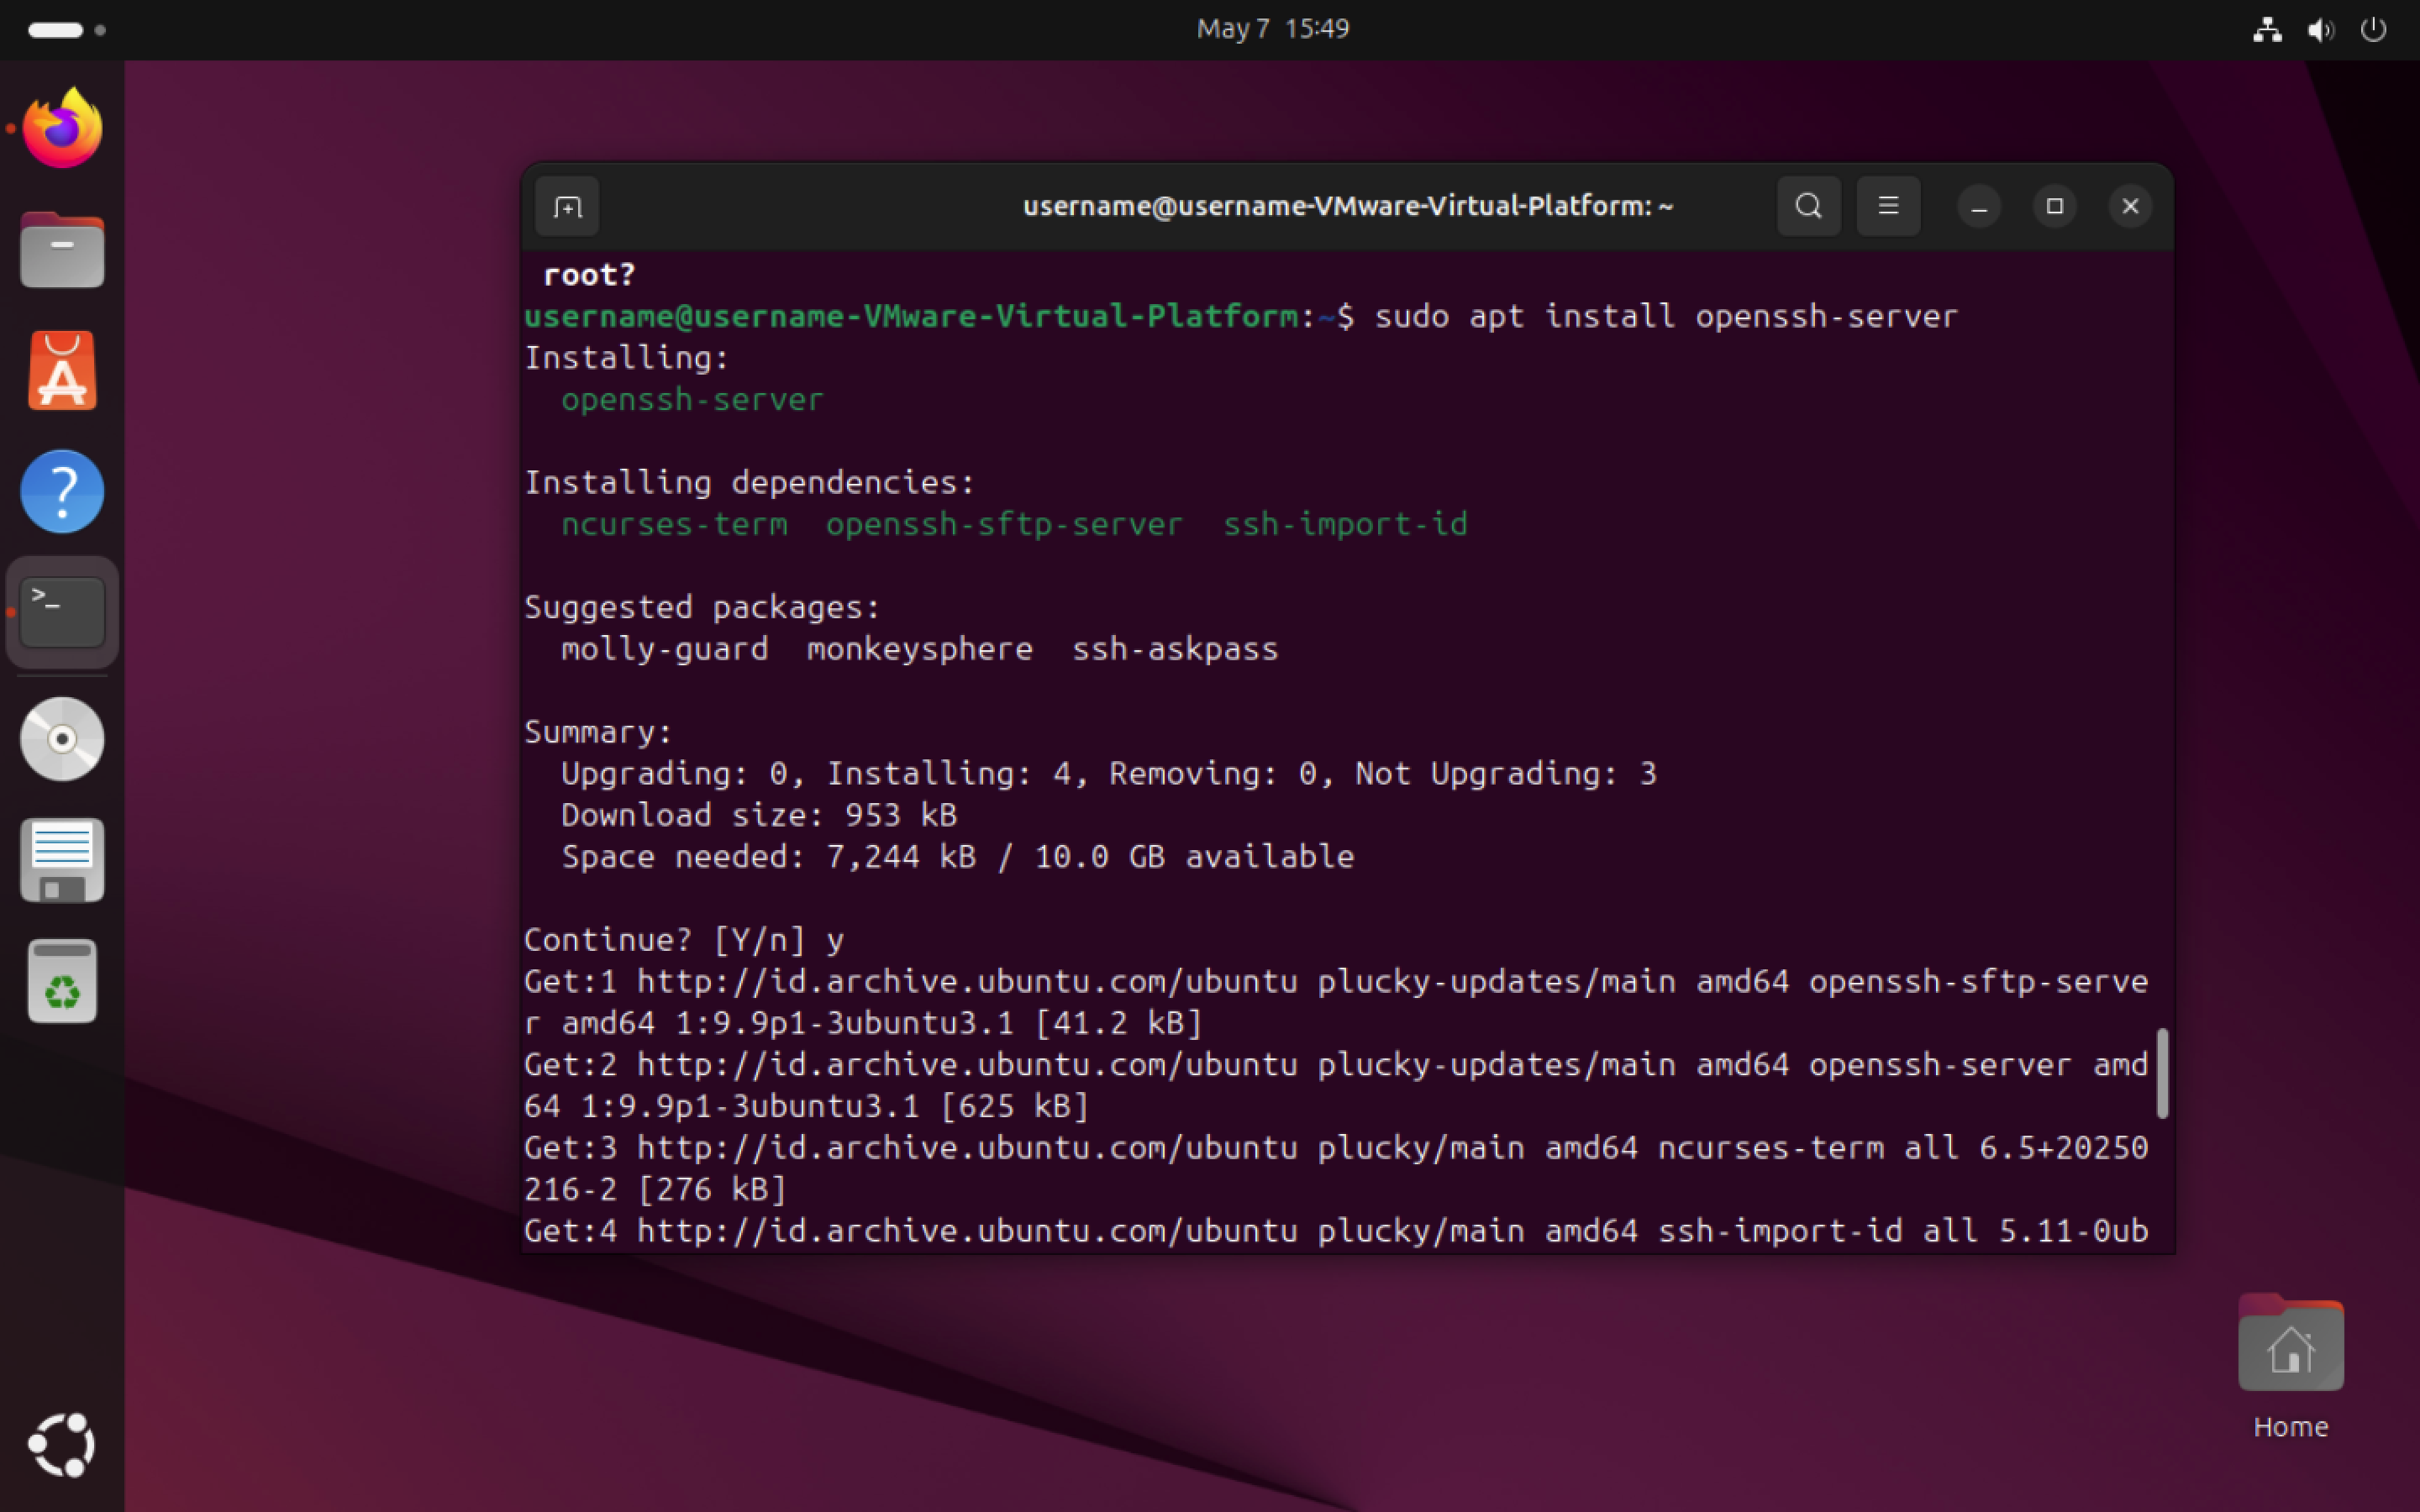 May 7 15:49
username@username-VMware-Virtual-Platform: ~
root?
username@username-VMware-Virtual-Platform:~$ sudo apt install openssh-server
Installing:
openssh-server
Installing dependencies:
ncurses-term openssh-sftp-server ssh-import-id
Suggested packages:
molly-guard monkeysphere ssh-askpass
Summary:
Upgrading: 0, Installing: 4, Removing: 0, Not Upgrading: 3
Download size: 953 kB
Space needed: 7,244 kB / 10.0 GB available
Continue? [Y/n] y
Get:1 http://id.archive.ubuntu.com/ubuntu plucky-updates/main amd64 openssh-sftp-serve
r amd64 1:9.9p1-3ubuntu3.1 [41.2 kB]
Get:2 http://id.archive.ubuntu.com/ubuntu plucky-updates/main amd64 openssh-server amd
64 1:9.9p1-3ubuntu3.1 [625 kB]
Get:3 http://id.archive.ubuntu.com/ubuntu plucky/main amd64 ncurses-term all 6.5+20250
216-2 [276 kB]
Get:4 http://id.archive.ubuntu.com/ubuntu plucky/main amd64 ssh-import-id all 5.11-0ub
Home